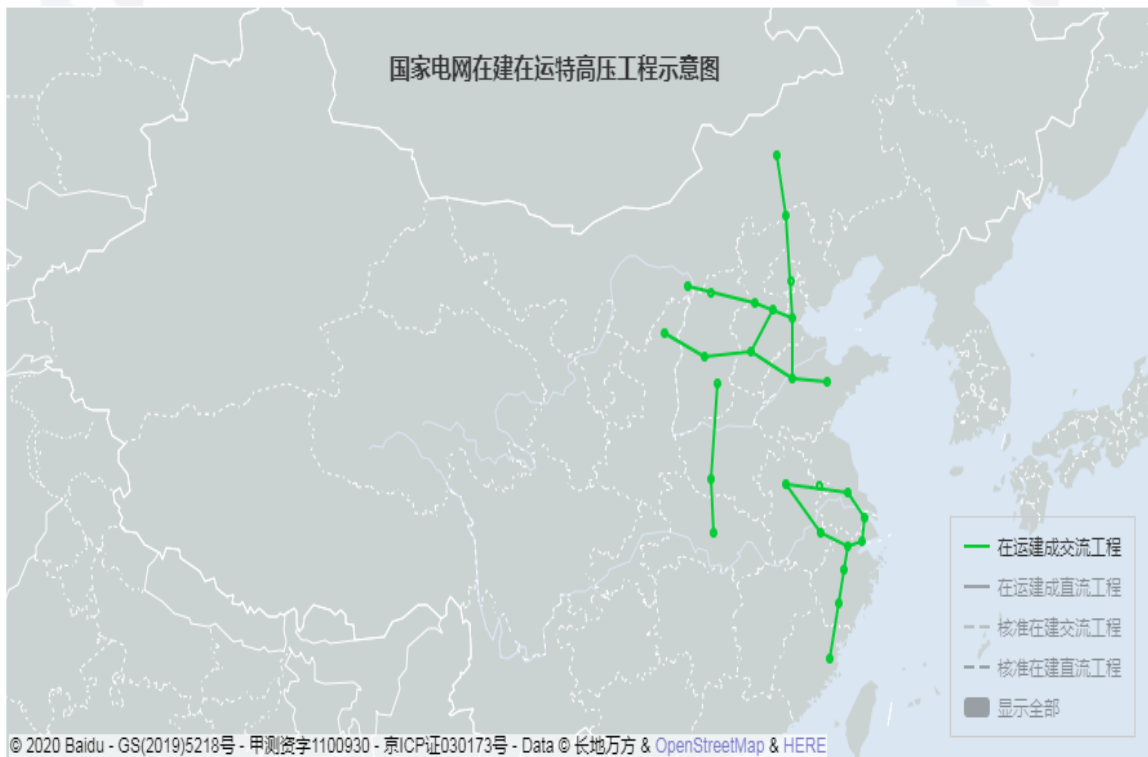 国家电网在建在运特高压工程示意图
在运建成交流工程
在运建成直流工程
核准在建交流工程
核准在建直流工程
显示全部
© 2020 Baidu - GS(2019)5218号 - 甲测资字1100930 - 京ICP证030173号 - Data © 长地万方 & OpenStreetMap & HERE